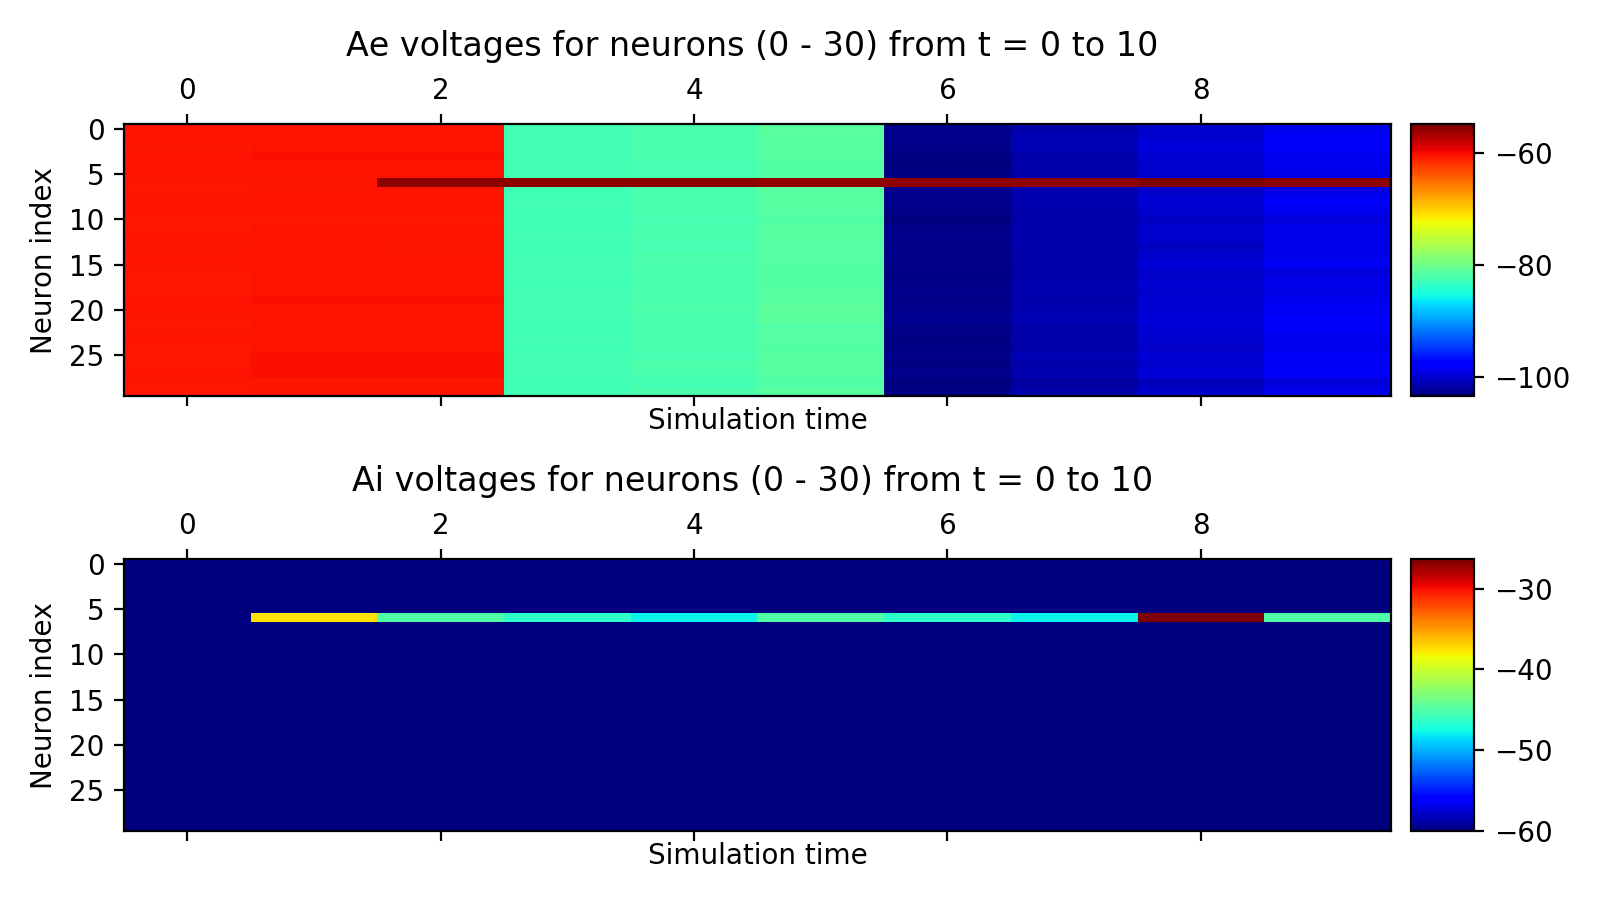 Ae voltages for neurons (0 - 30) from t = 0 to 10
0 2 4 6 8
Neuron index
0
5
10
15
20
25
−60
−80
−100
Simulation time
Ai voltages for neurons (0 - 30) from t = 0 to 10
0 2 4 6 8
Neuron index
0
5
10
15
20
25
−30
−40
−50
−60
Simulation time